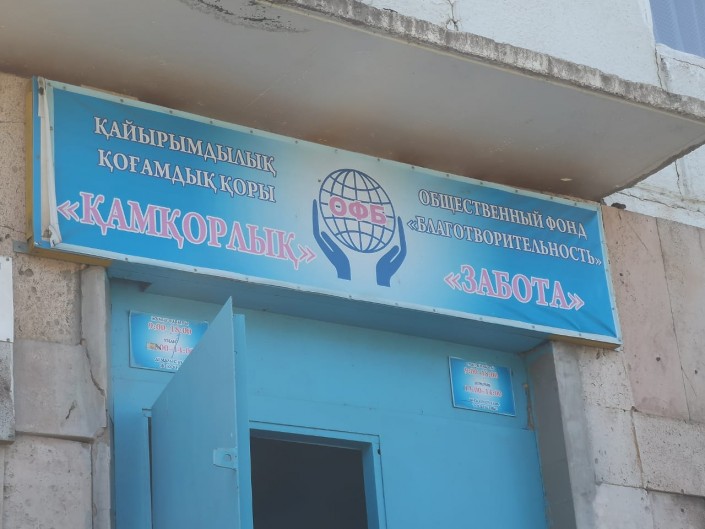 ҚАЙЫРЫМДЫЛЫҚ
ҚОҒАМДЫҚ ҚОРЫ
«ҚАМҚОРЛЫҚ»
ОФБ
ОБЩЕСТВЕННЫЙ ФОНД
«БЛАГОТВОРИТЕЛЬНОСТЬ»
«ЗАБОТА»